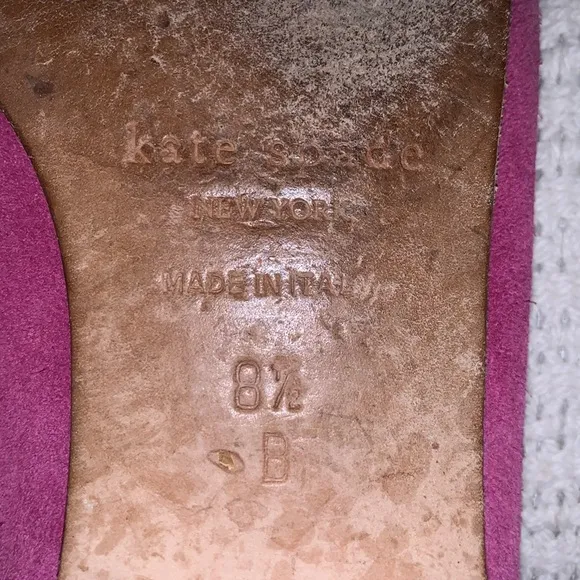 kate spade
NEW YORK
MADE IN ITALY
8½
B